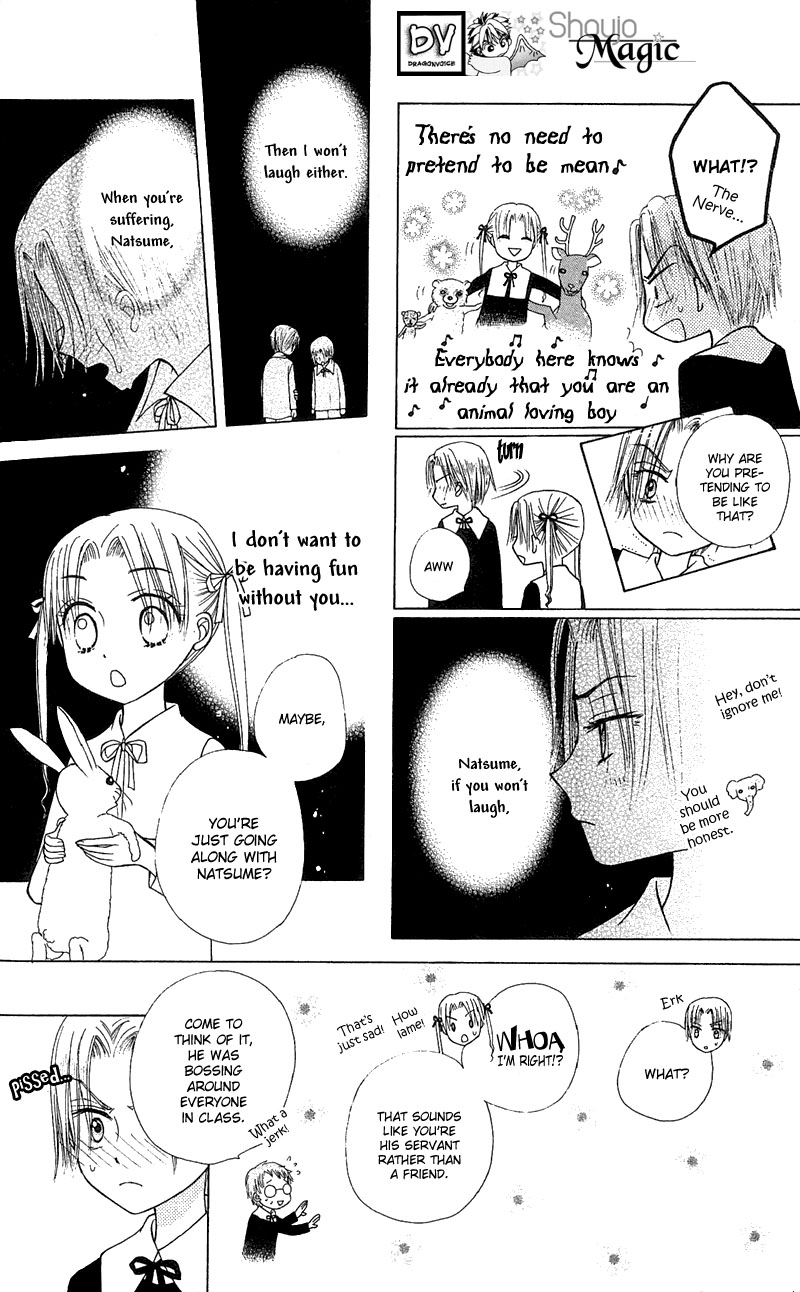 DV
DRAGONVOICE
Shoujo
Magic
There's no need to
pretend to be mean♪
WHAT!?
The
Nerve...
Everybody here knows ♪
it already that you are an
animal loving boy
WHY ARE
YOU PRE-
TENDING TO
BE LIKE
THAT?
turn
AWW
Hey, don't
ignore me!
You
should
be more
honest.
Natsume,
if you won't
laugh,
Then I won't
laugh either.
When you're
suffering,
Natsume,
I don't want to
be having fun
without you...
MAYBE,
YOU'RE
JUST GOING
ALONG WITH
NATSUME?
Erk
WHAT?
WHOA
I'M RIGHT!?
How
lame!
That's
just sad!
THAT SOUNDS
LIKE YOU'RE
HIS SERVANT
RATHER THAN
A FRIEND.
COME TO
THINK OF IT,
HE WAS
BOSSING
AROUND
EVERYONE
IN CLASS.
What a
jerk!
pissed...